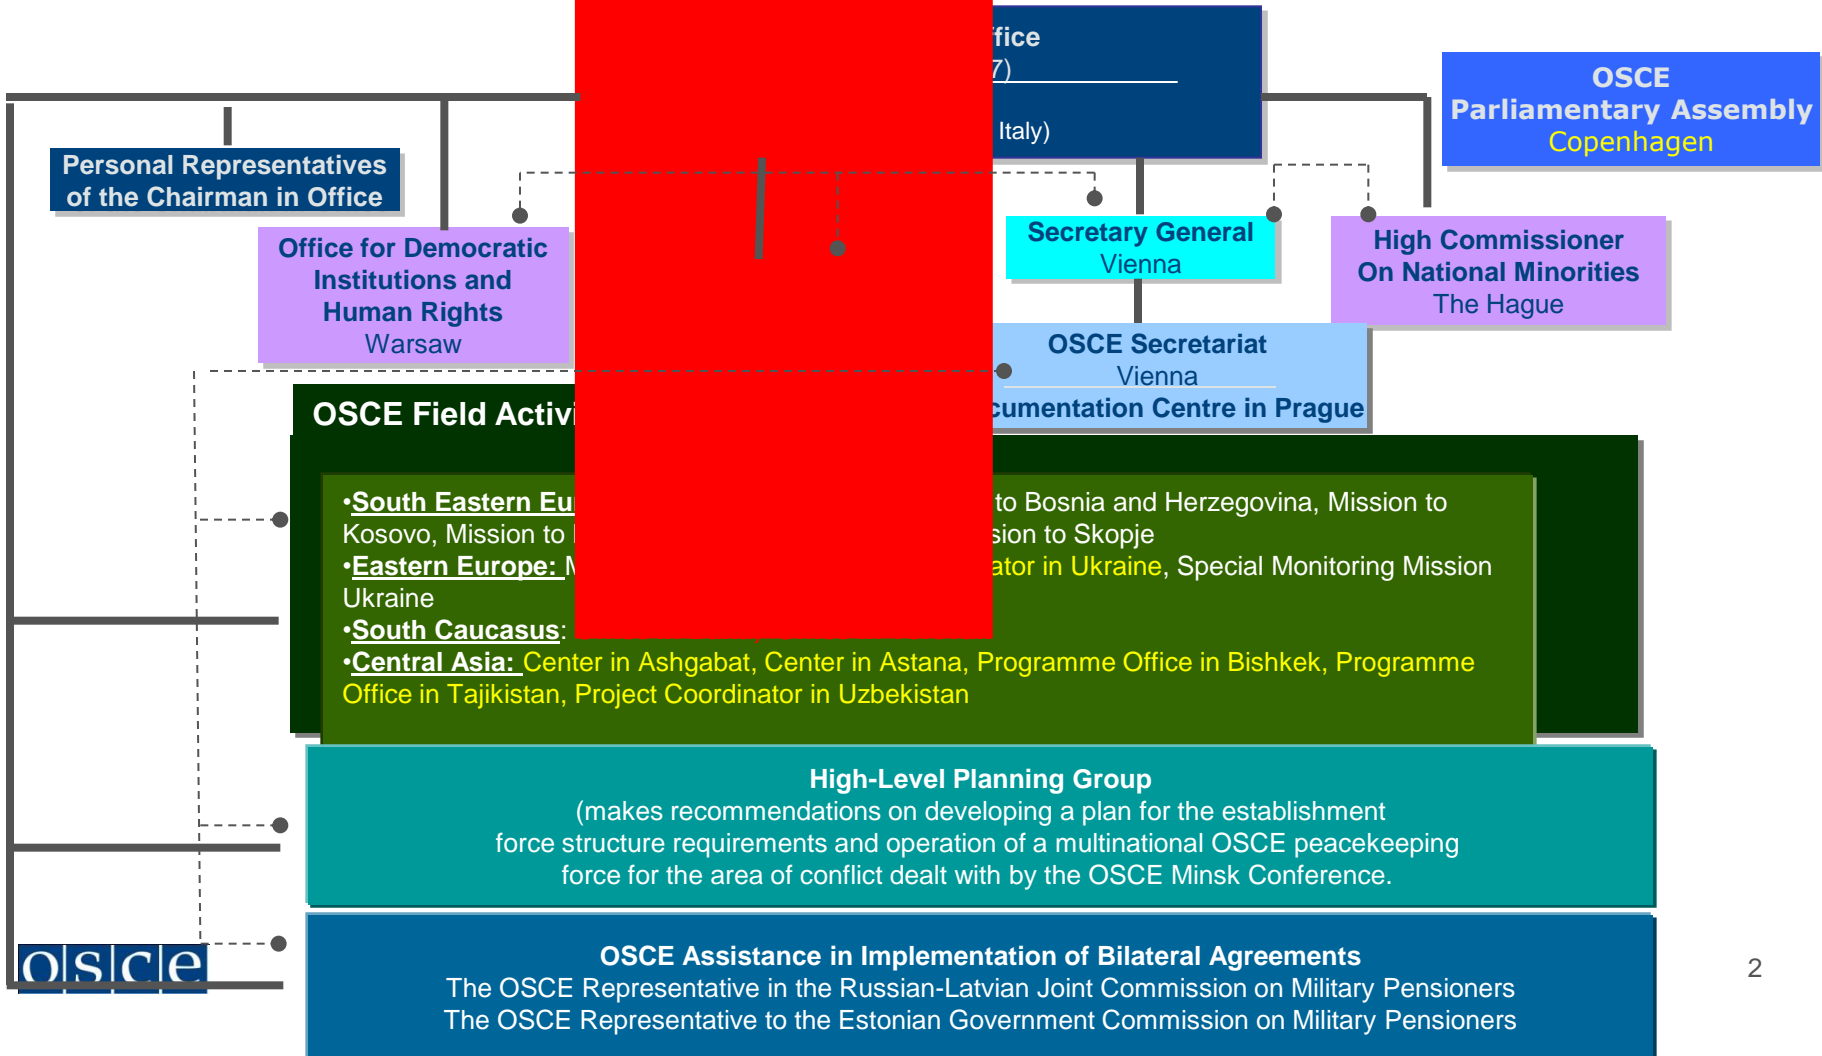 Italy)
OSCE
Parliamentary Assembly
Copenhagen
Personal Representatives
of the Chairman in Office
Office for Democratic
Institutions and
Human Rights
Warsaw
Secretary General
Vienna
High Commissioner
On National Minorities
The Hague
OSCE Secretariat
Vienna
Centre in Prague
OSCE Field
•South Eastern to Bosnia and Herzegovina, Mission to
Kosovo, Mission to to Skopje
•Eastern Europe: in Ukraine, Special Monitoring Mission
Ukraine
•South Caucasus:
•Central Asia: Center in Ashgabat, Center in Astana, Programme Office in Bishkek, Programme
Office in Tajikistan, Project Coordinator in Uzbekistan
High-Level Planning Group
(makes recommendations on developing a plan for the establishment
force structure requirements and operation of a multinational OSCE peacekeeping
force for the area of conflict dealt with by the OSCE Minsk Conference.
OSCE Assistance in Implementation of Bilateral Agreements
The OSCE Representative in the Russian-Latvian Joint Commission on Military Pensioners
The OSCE Representative to the Estonian Government Commission on Military Pensioners
osce
2